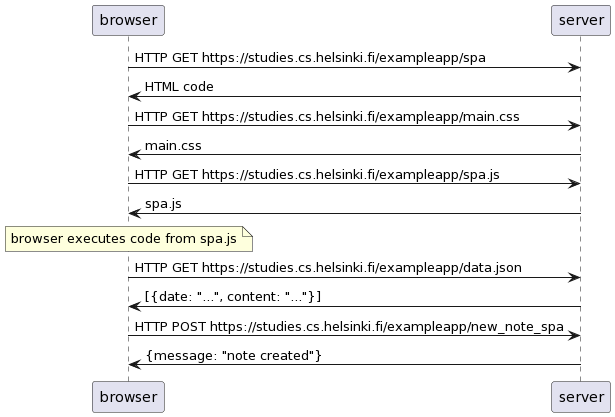 browser server
HTTP GET https://studies.cs.helsinki.fi/exampleapp/spa
HTML code
HTTP GET https://studies.cs.helsinki.fi/exampleapp/main.css
main.css
HTTP GET https://studies.cs.helsinki.fi/exampleapp/spa.js
spa.js
browser executes code from spa.js
HTTP GET https://studies.cs.helsinki.fi/exampleapp/data.json
[{date: "...", content: "..."}]
HTTP POST https://studies.cs.helsinki.fi/exampleapp/new_note_spa
{message: "note created"}
browser server